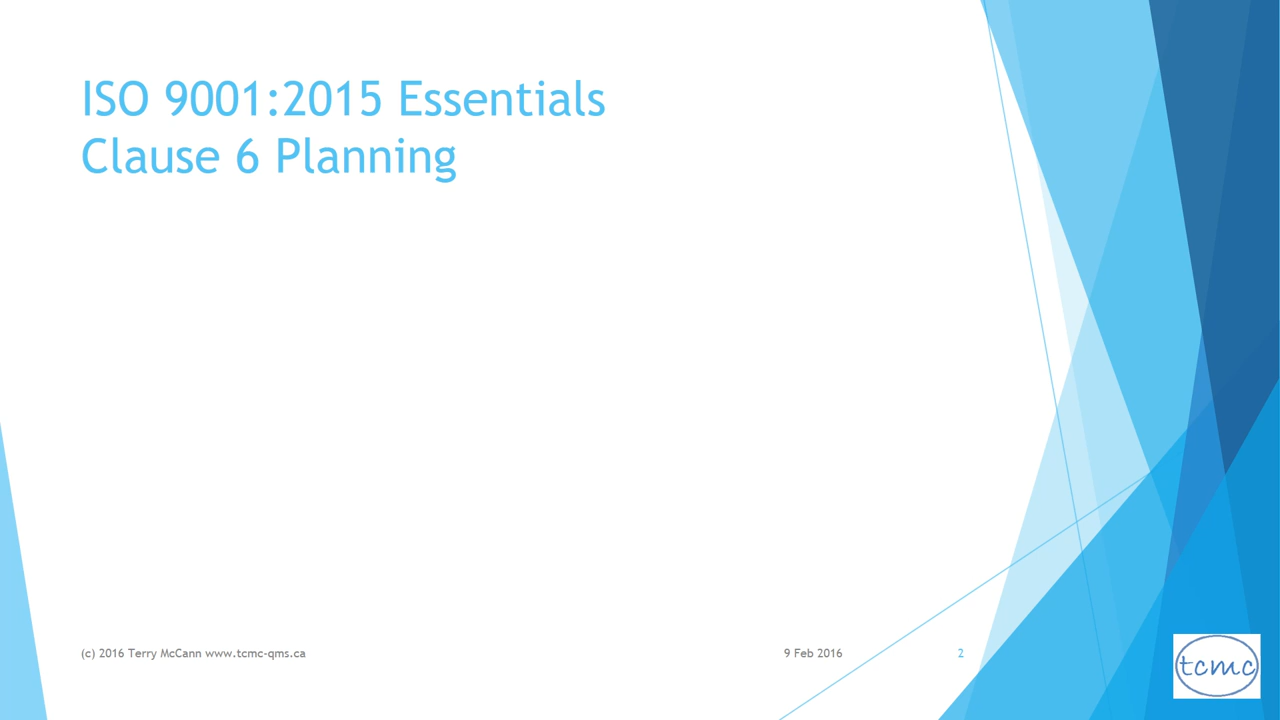 ISO 9001:2015 Essentials
Clause 6 Planning
(c) 2016 Terry McCann www.tcmc-qms.ca
9 Feb 2016
2
tcmc